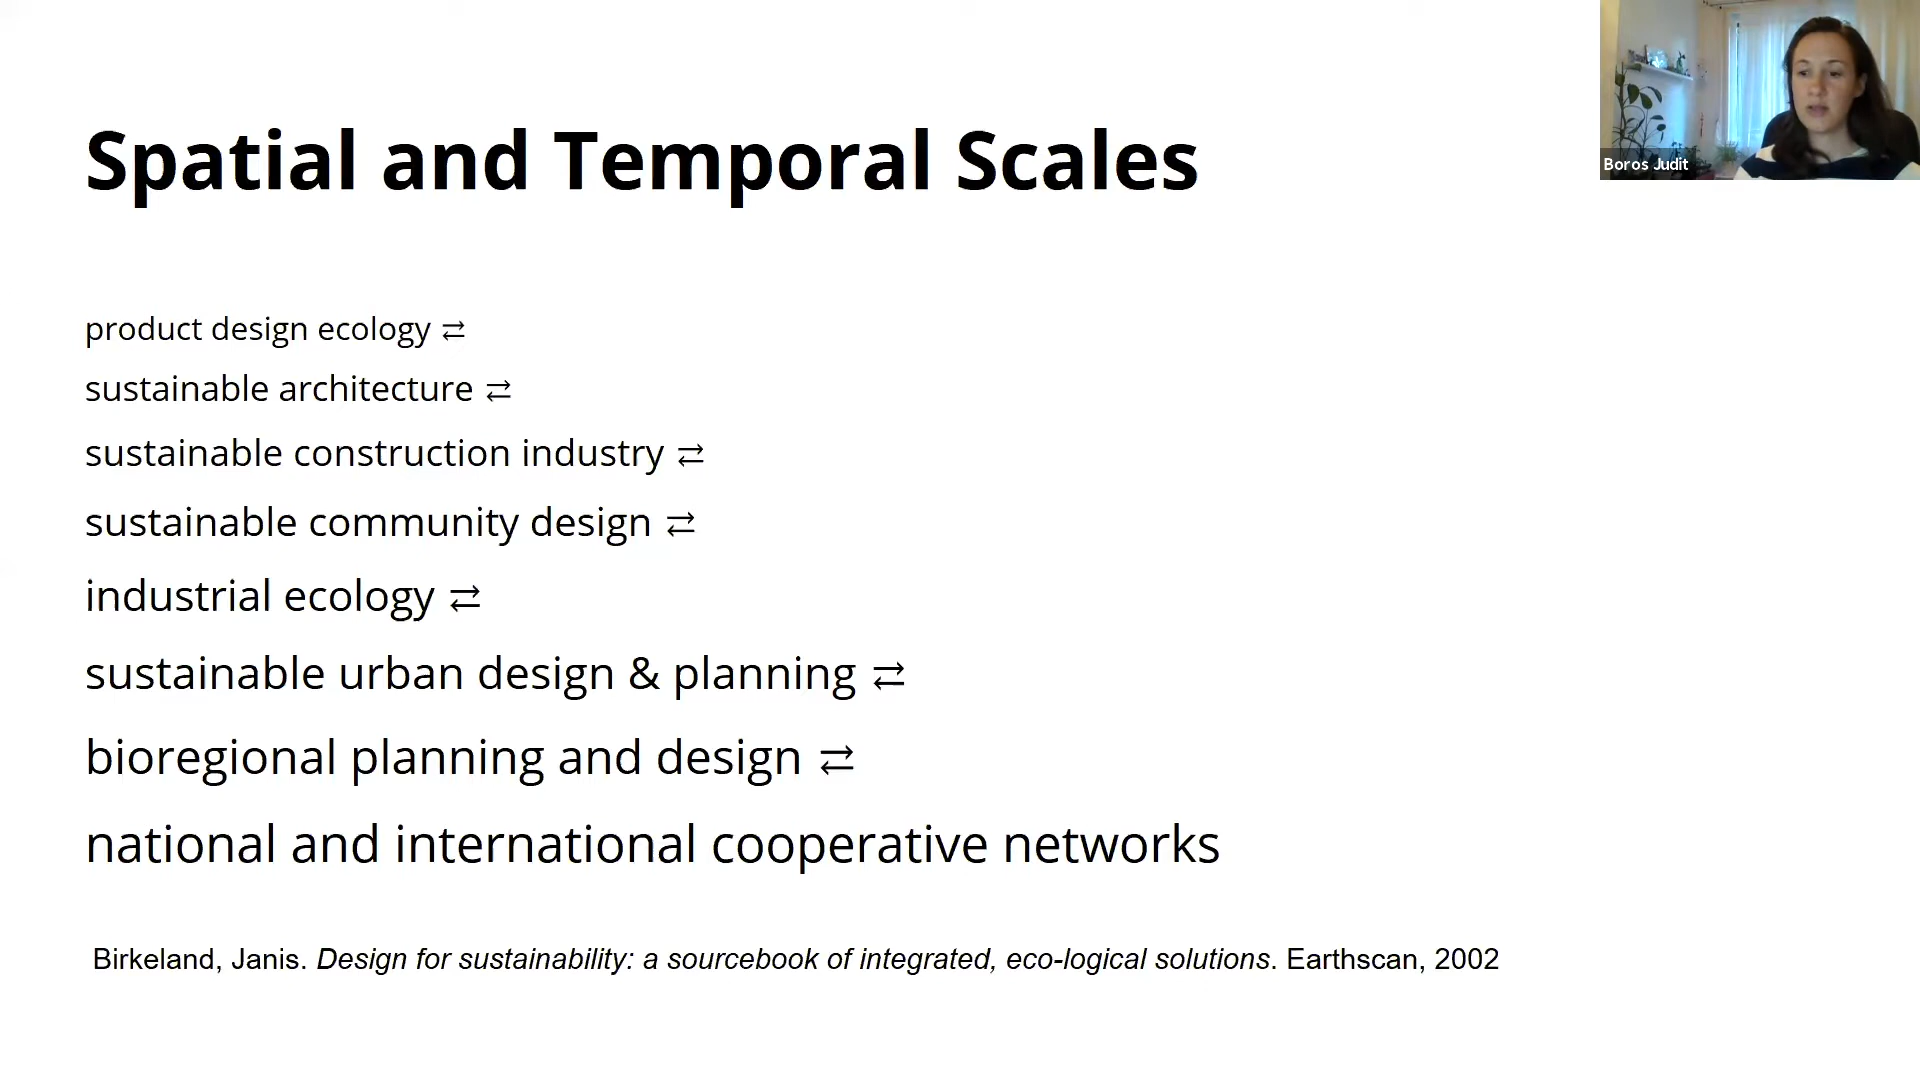 Spatial and Temporal Scales
Boros Judit
product design ecology ⇄
sustainable architecture ⇄
sustainable construction industry ⇄
sustainable community design ⇄
industrial ecology ⇄
sustainable urban design & planning ⇄
bioregional planning and design ⇄
national and international cooperative networks
Birkeland, Janis. Design for sustainability: a sourcebook of integrated, eco-logical solutions. Earthscan, 2002